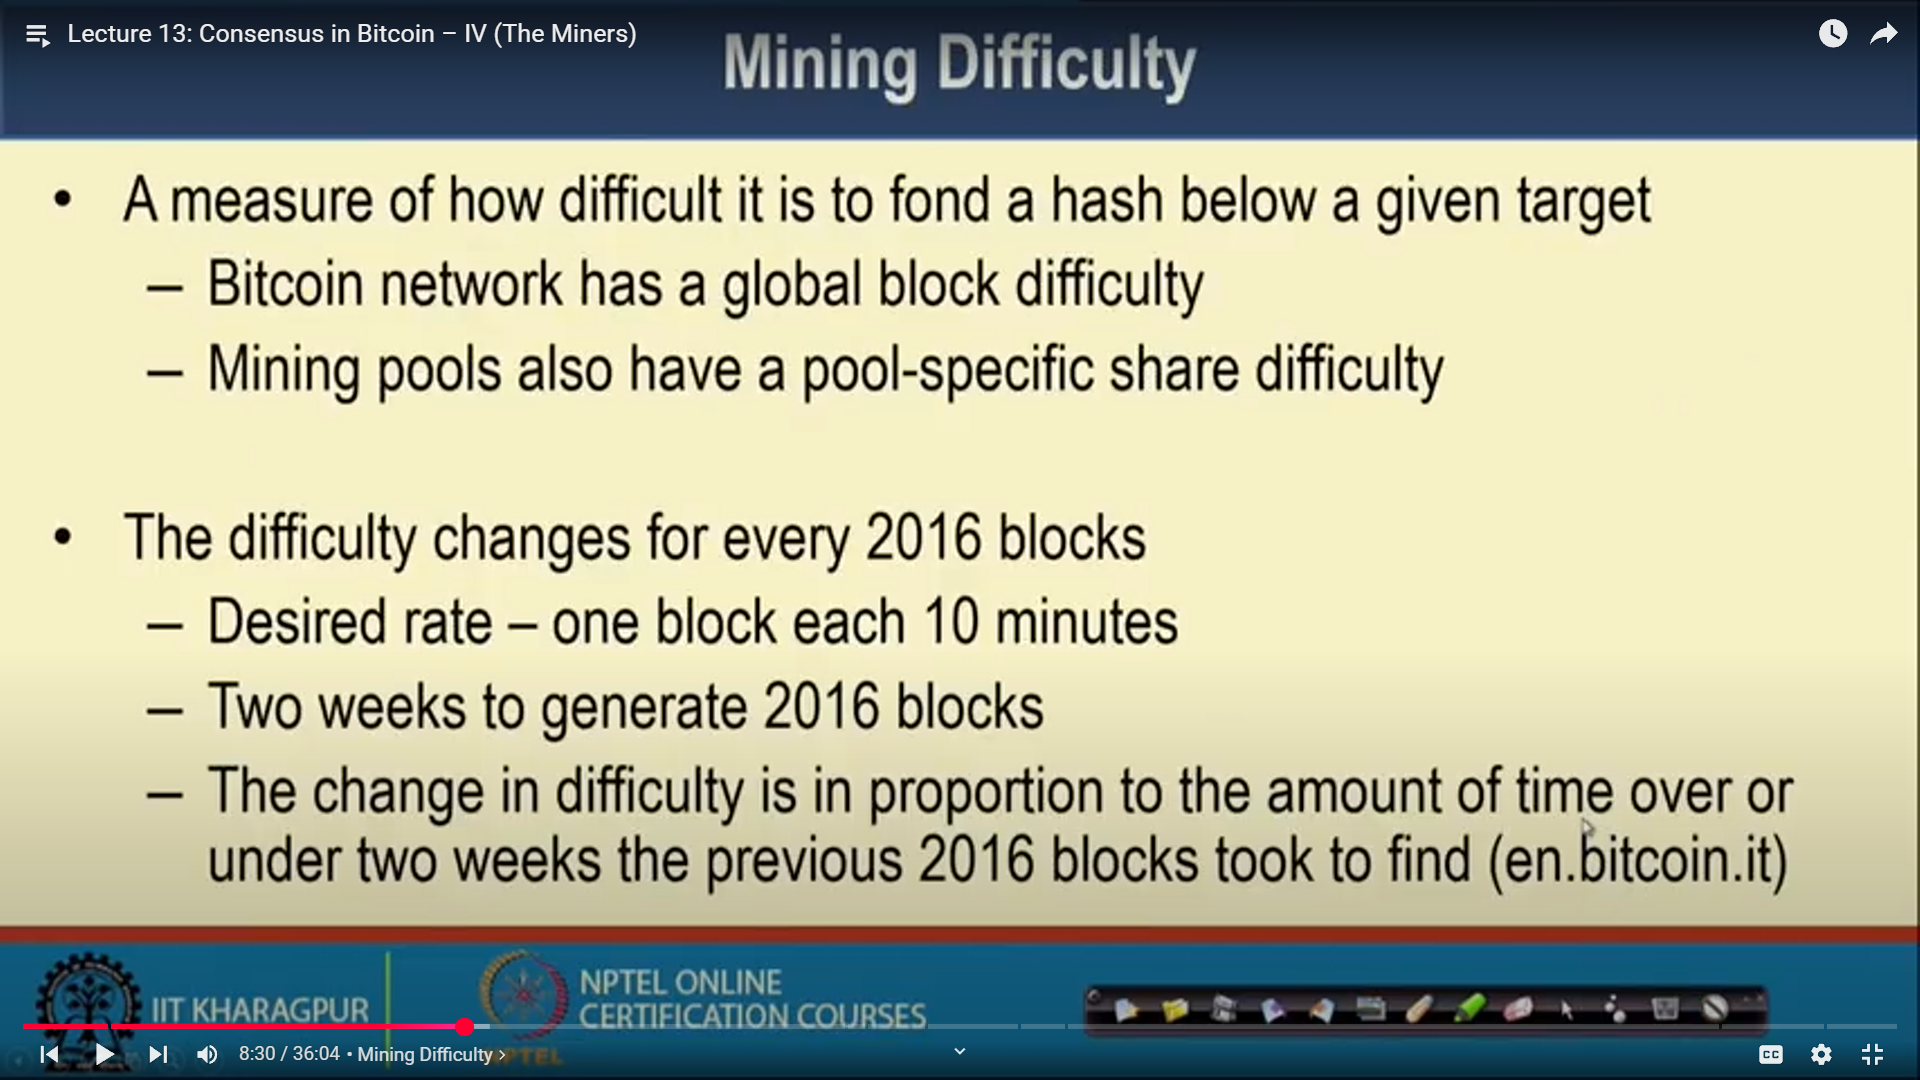 Lecture 13: Consensus in Bitcoin – IV (The Miners)
Mining Difficulty
• A measure of how difficult it is to fond a hash below a given target
– Bitcoin network has a global block difficulty
– Mining pools also have a pool-specific share difficulty
• The difficulty changes for every 2016 blocks
– Desired rate – one block each 10 minutes
– Two weeks to generate 2016 blocks
– The change in difficulty is in proportion to the amount of time over or
under two weeks the previous 2016 blocks took to find (en.bitcoin.it)
IIT KHARAGPUR
NPTEL ONLINE
CERTIFICATION COURSES
NPTEL
8:30 / 36:04 • Mining Difficulty ›
CC